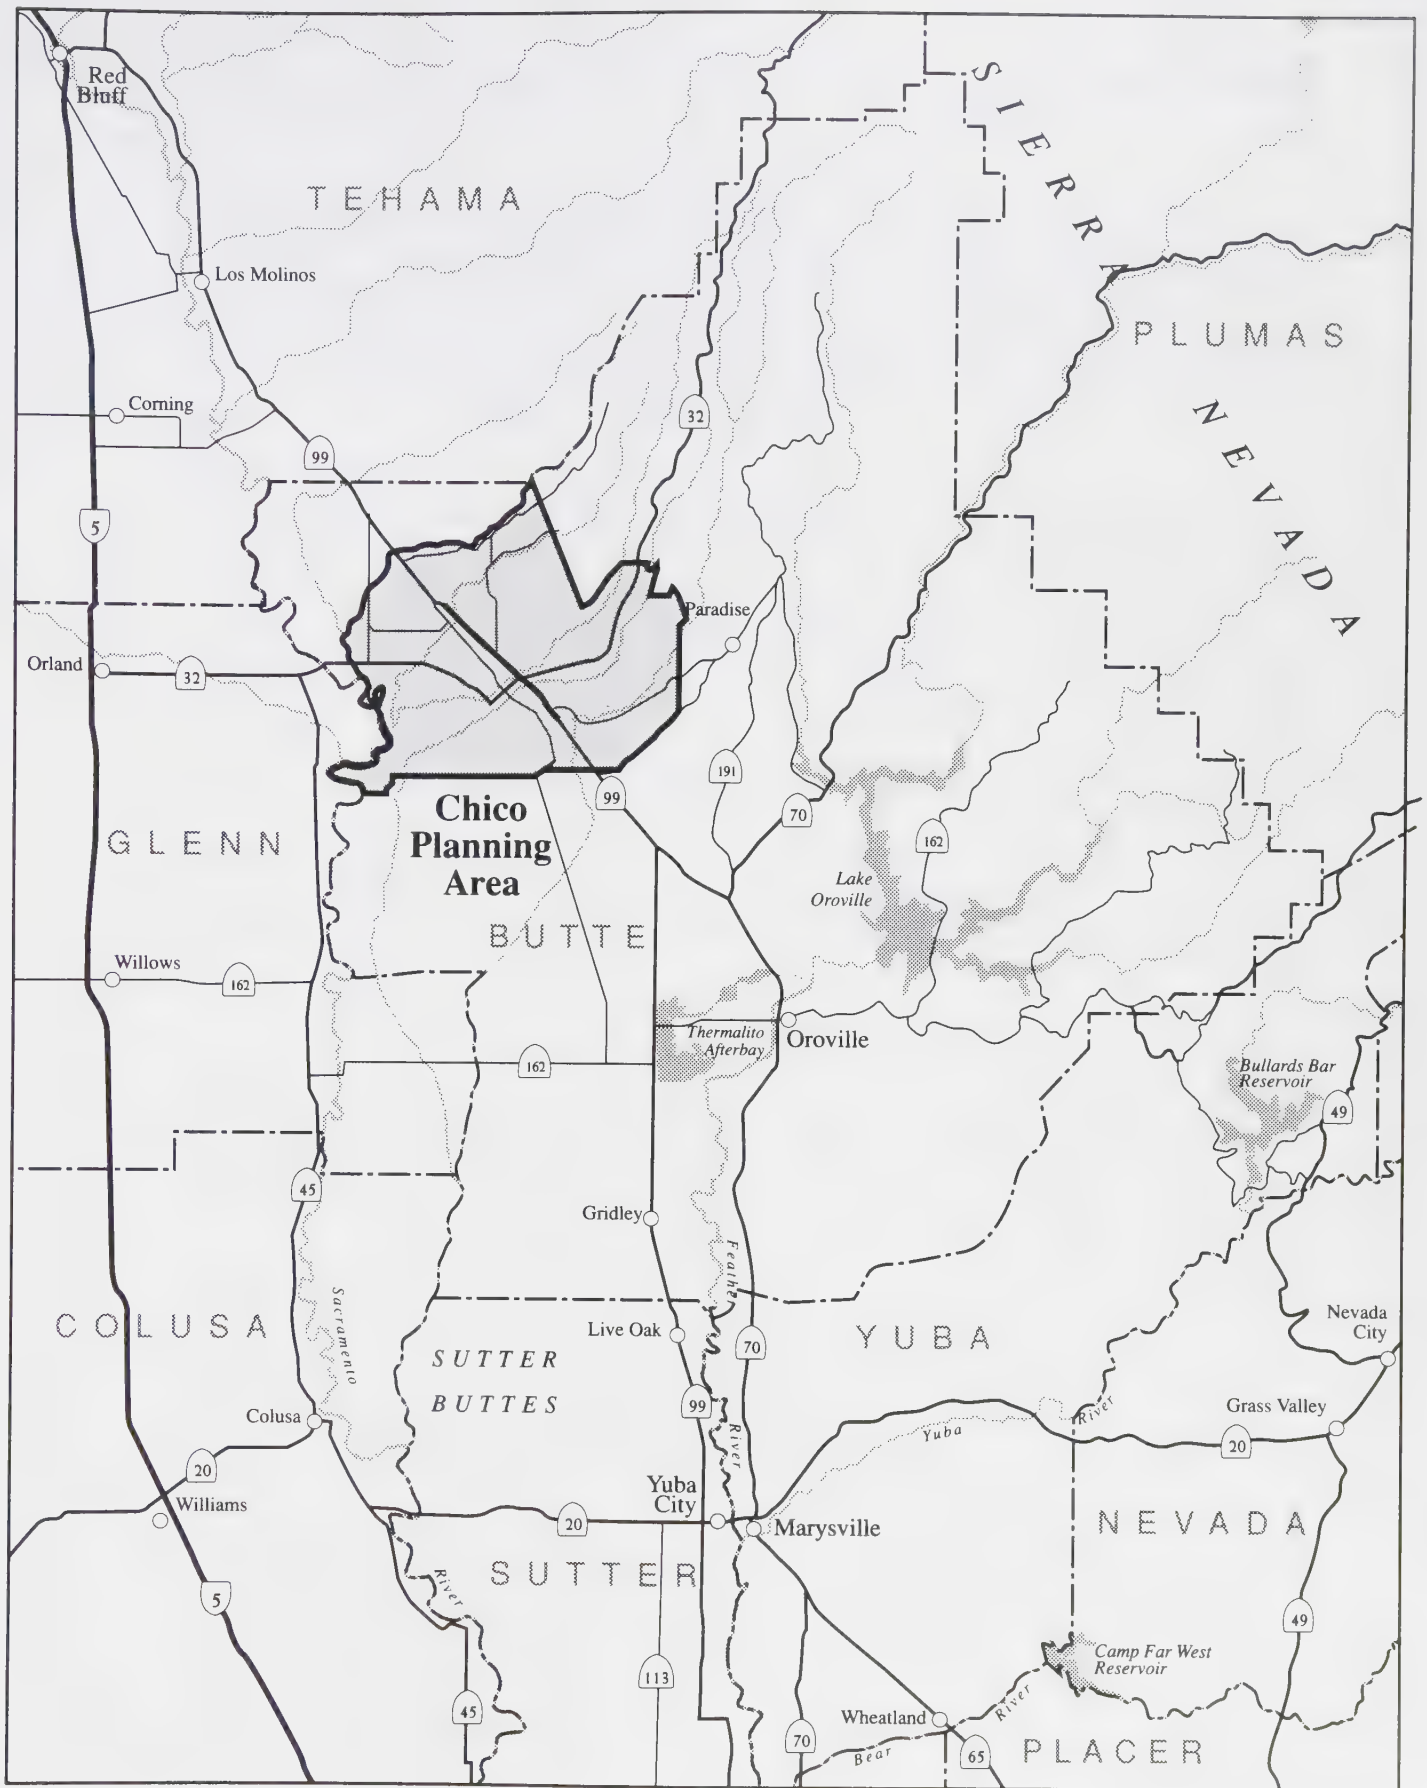 Red
Bluff
SIERRA
TEHAMA
Los Molinos
PLUMAS
Corning
32
NEVADA
99
5
Paradise
Orland
32
191
99
70
Chico
Planning
Area
GLENN
162
Lake
Oroville
BUTTE
Willows
162
Thermalito
Afterbay
Oroville
162
Bullards Bar
Reservoir
49
45
Gridley
Feather
Sacramento
COLUSA
Live Oak
YUBA
Nevada
City
70
SUTTER
BUTTES
99
Colusa
River
Yuba
River
Grass Valley
20
20
Yuba
City
Williams
20
Marysville
NEVADA
SUTTER
River
5
49
113
Camp Far West
Reservoir
45
Wheatland
River
70
Bear
65
PLACER